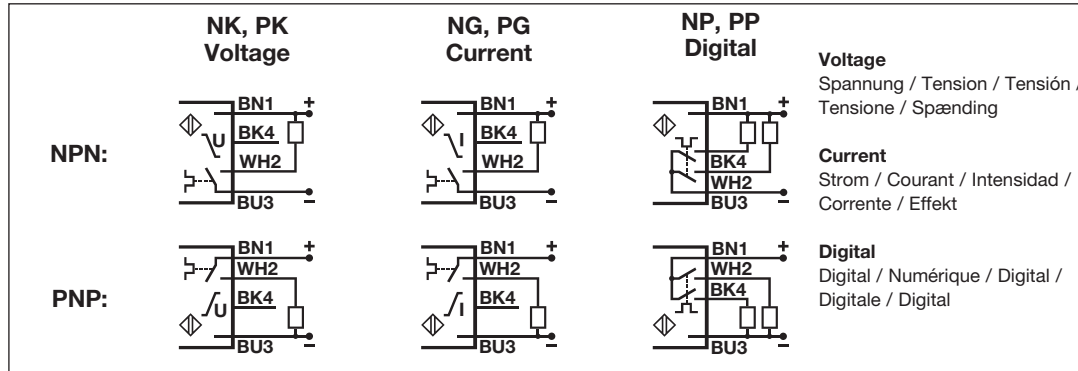 NK, PK
Voltage
NG, PG
Current
NP, PP
Digital
NPN:
BN1 +
U
BK4
WH2
BU3 –
BN1 +
I
BK4
WH2
BU3 –
BN1 +
BK4
WH2
BU3 –
PNP:
BN1 +
WH2
U
BK4
BU3 –
BN1 +
WH2
I
BK4
BU3 –
BN1 +
WH2
BK4
BU3 –
Voltage
Spannung / Tension / Tensión /
Tensione / Spænding
Current
Strom / Courant / Intensidad /
Corrente / Effekt
Digital
Digital / Numérique / Digital /
Digitale / Digital